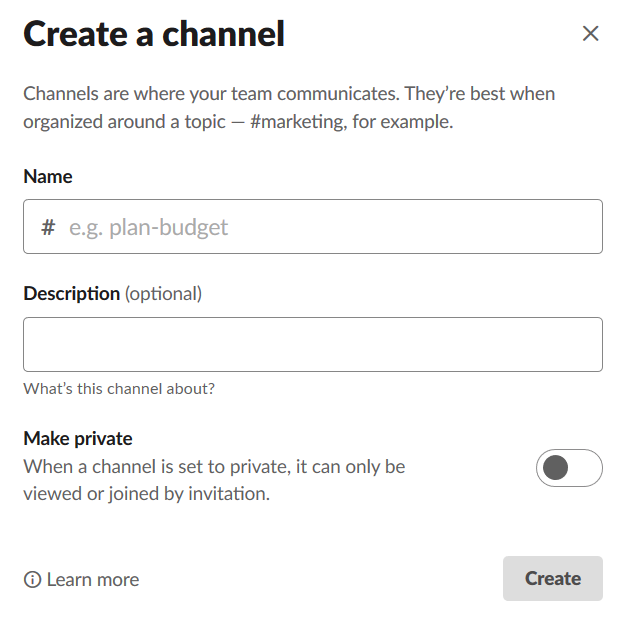 Create a channel
Channels are where your team communicates. They’re best when
organized around a topic — #marketing, for example.
Name
# e.g. plan-budget
Description (optional)
What’s this channel about?
Make private
When a channel is set to private, it can only be
viewed or joined by invitation.
Learn more
Create